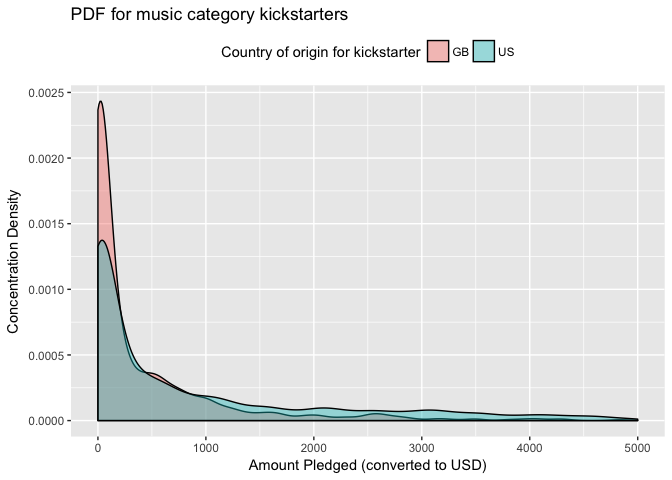 PDF for music category kickstarters
Country of origin for kickstarter GB US
0.0025
0.0020
0.0015
0.0010
0.0005
0.0000
Concentration Density
0 1000 2000 3000 4000 5000
Amount Pledged (converted to USD)